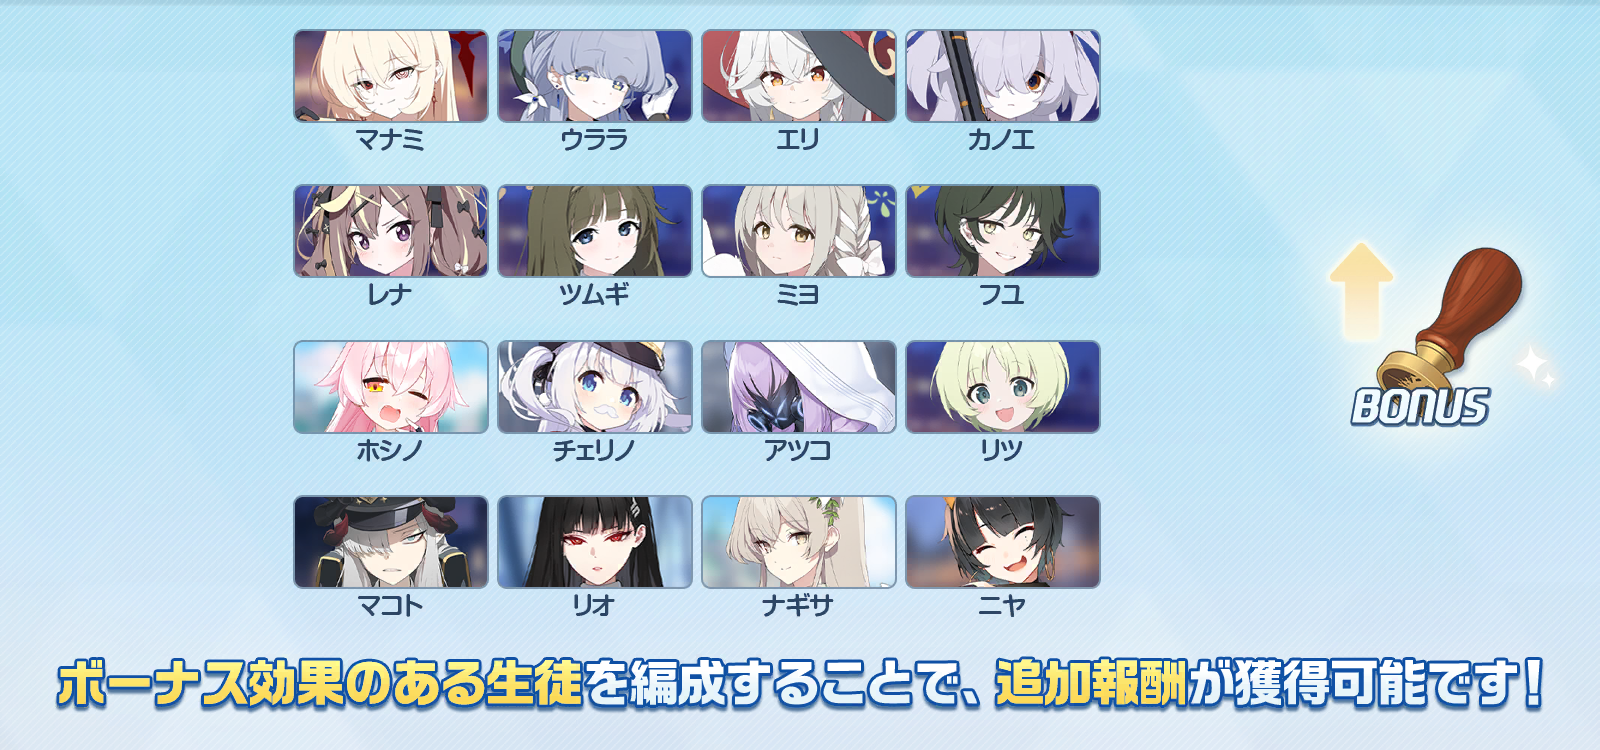 マナミ ウララ エリ カノエ
レナ ツムギ ミヨ フユ
ホシノ チェリノ アツコ リツ
BONUS
マコト リオ ナギサ ニヤ
ボーナス効果のある生徒を編成することで、追加報酬が獲得可能です！